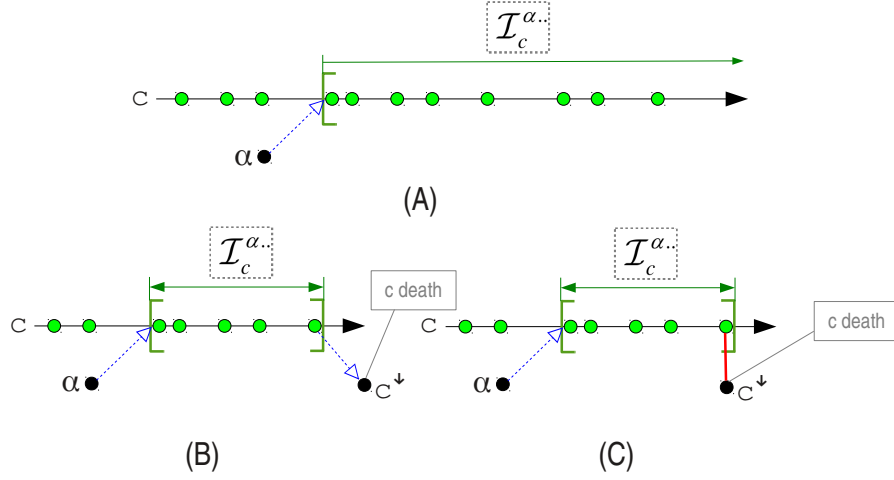 𝓘_c^{α..}
C
α
(A)
𝓘_c^{α..} 𝓘_c^{α..}
c death
c death
C C
α c↓ α c↓
(B) (C)